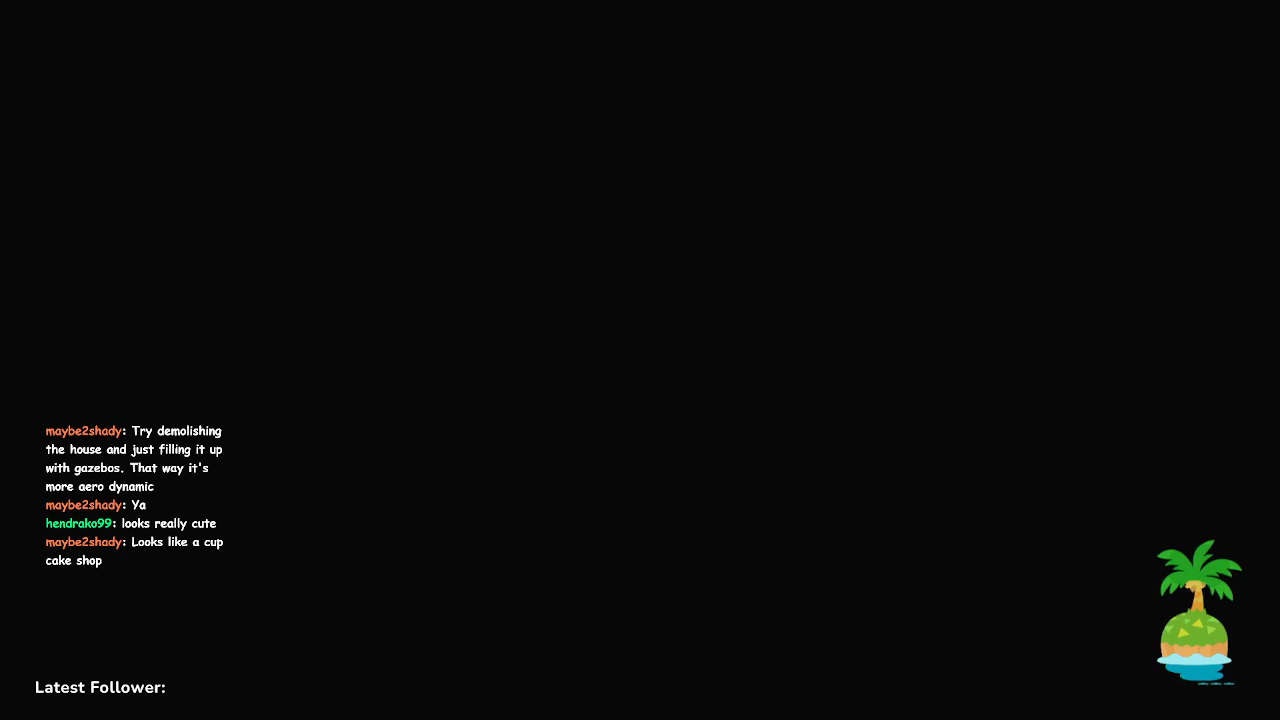 maybe2shady: Try demolishing
the house and just filling it up
with gazebos. That way it's
more aero dynamic
maybe2shady: Ya
hendrako99: looks really cute
maybe2shady: Looks like a cup
cake shop
Latest Follower: